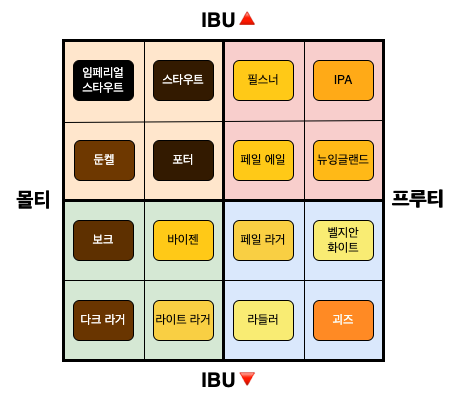 IBU🔺
임페리얼
스타우트
스타우트
필스너
IPA
둔켈
포터
페일 에일
뉴잉글랜드
몰티
프루티
보크
바이젠
페일 라거
벨지안
화이트
다크 라거
라이트 라거
라들러
괴즈
IBU🔻